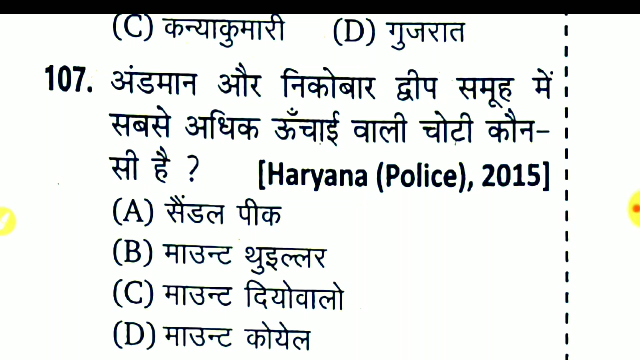 (C) कन्याकुमारी (D) गुजरात
107. अंडमान और निकोबार द्वीप समूह में
सबसे अधिक ऊँचाई वाली चोटी कौन-
सी है ? [Haryana (Police), 2015]
(A) सैंडल पीक
(B) माउन्ट थुइल्लर
(C) माउन्ट दियोवालो
(D) माउन्ट कोयेल